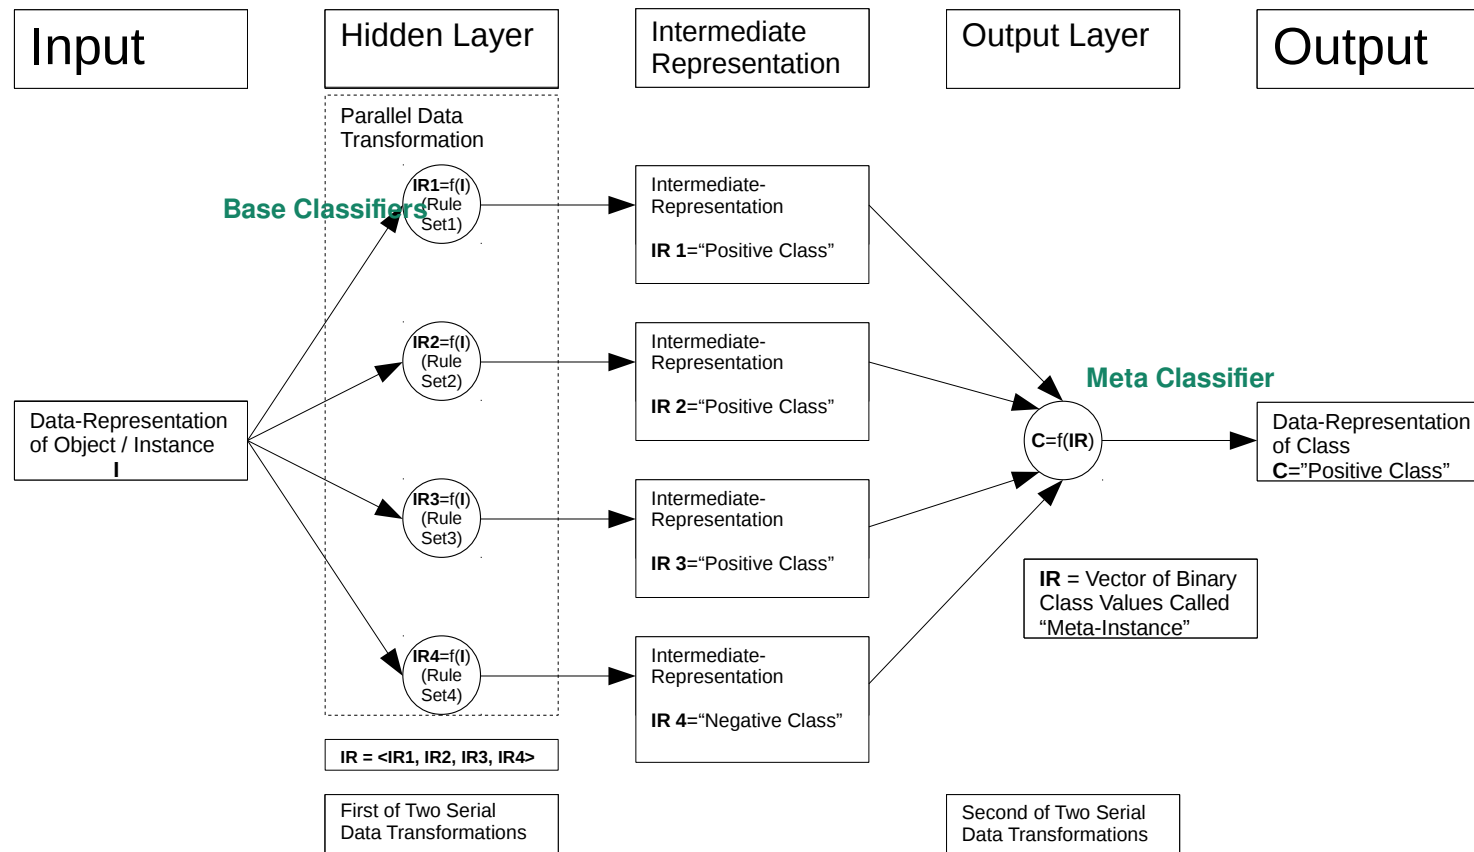 Input
Hidden Layer
Intermediate
Representation
Output Layer
Output
Parallel Data
Transformation
Base Classifiers
IR1=f(I)
(Rule
Set1)
Intermediate-
Representation
IR 1=“Positive Class”
IR2=f(I)
(Rule
Set2)
Intermediate-
Representation
IR 2=“Positive Class”
Meta Classifier
Data-Representation
of Object / Instance
I
C=f(IR)
Data-Representation
of Class
C=”Positive Class”
IR3=f(I)
(Rule
Set3)
Intermediate-
Representation
IR 3=“Positive Class”
IR = Vector of Binary
Class Values Called
“Meta-Instance”
IR4=f(I)
(Rule
Set4)
Intermediate-
Representation
IR 4=“Negative Class”
IR = <IR1, IR2, IR3, IR4>
First of Two Serial
Data Transformations
Second of Two Serial
Data Transformations